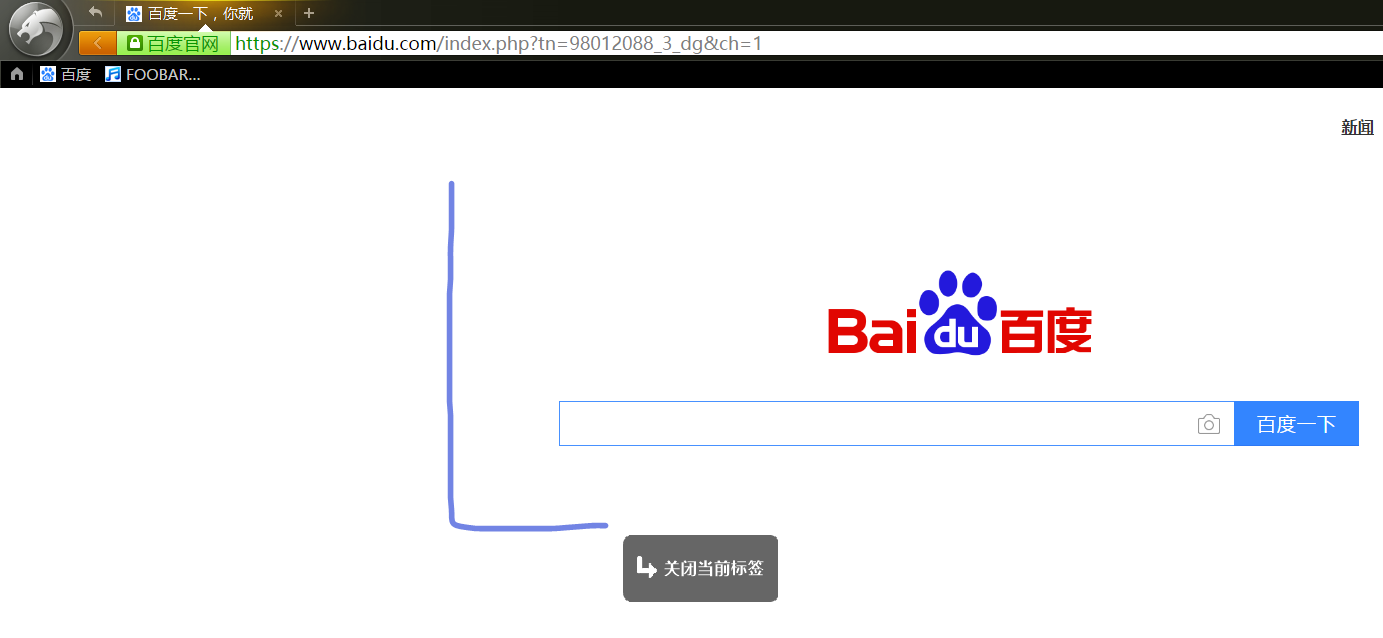 百度一下，你就
百度官网 https://www.baidu.com/index.php?tn=98012088_3_dg&ch=1
百度 FOOBAR...
新闻
Bai du 百度
百度一下
关闭当前标签